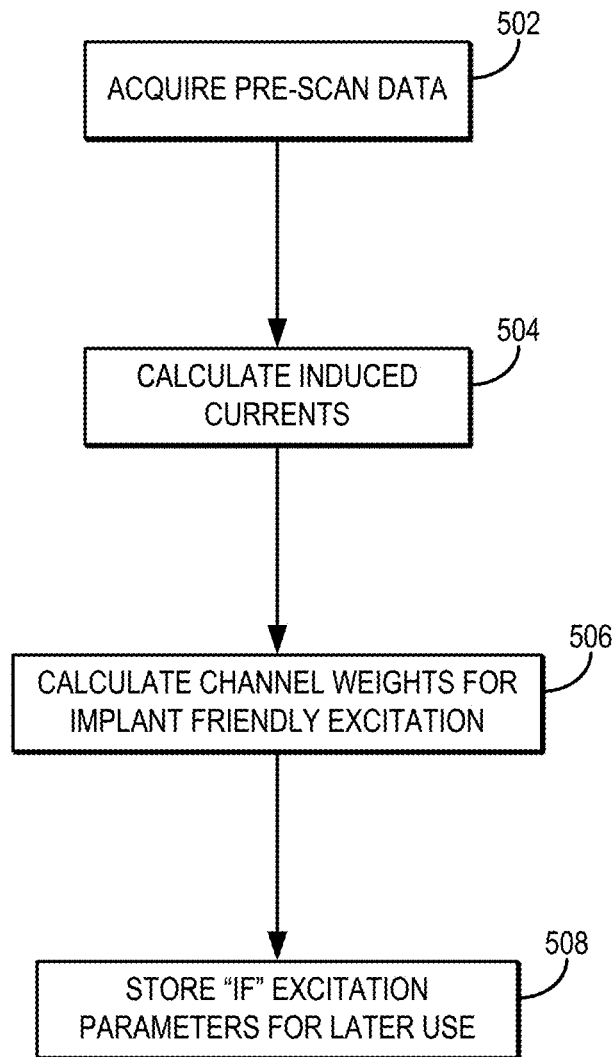 502
ACQUIRE PRE-SCAN DATA
504
CALCULATE INDUCED
CURRENTS
506
CALCULATE CHANNEL WEIGHTS FOR
IMPLANT FRIENDLY EXCITATION
508
STORE “IF” EXCITATION
PARAMETERS FOR LATER USE